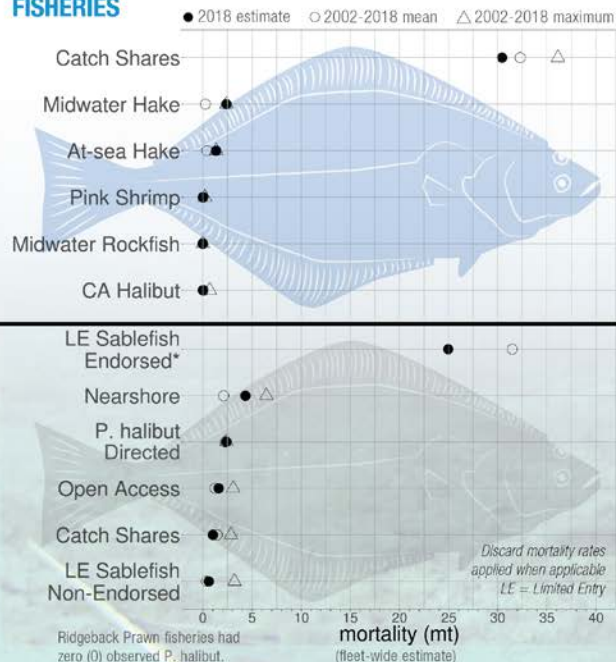 FISHERIES
● 2018 estimate ○ 2002-2018 mean △ 2002-2018 maximum
Catch Shares
Midwater Hake
At-sea Hake
Pink Shrimp
Midwater Rockfish
CA Halibut
LE Sablefish
Endorsed*
Nearshore
P. halibut
Directed
Open Access
Catch Shares
LE Sablefish
Non-Endorsed
Discard mortality rates
applied when applicable
LE = Limited Entry
0 5 10 15 20 25 30 35 40
mortality (mt)
(fleet-wide estimate)
Ridgeback Prawn fisheries had
zero (0) observed P. halibut.